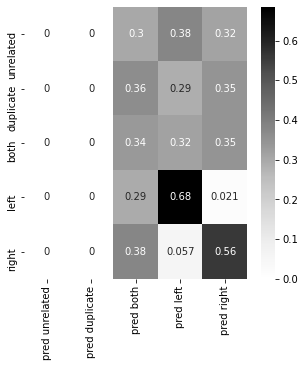 unrelated 0 0 0.3 0.38 0.32
duplicate 0 0 0.36 0.29 0.35
both 0 0 0.34 0.32 0.35
left 0 0 0.29 0.68 0.021
right 0 0 0.38 0.057 0.56
pred unrelated pred duplicate pred both pred left pred right
0.6
0.5
0.4
0.3
0.2
0.1
0.0